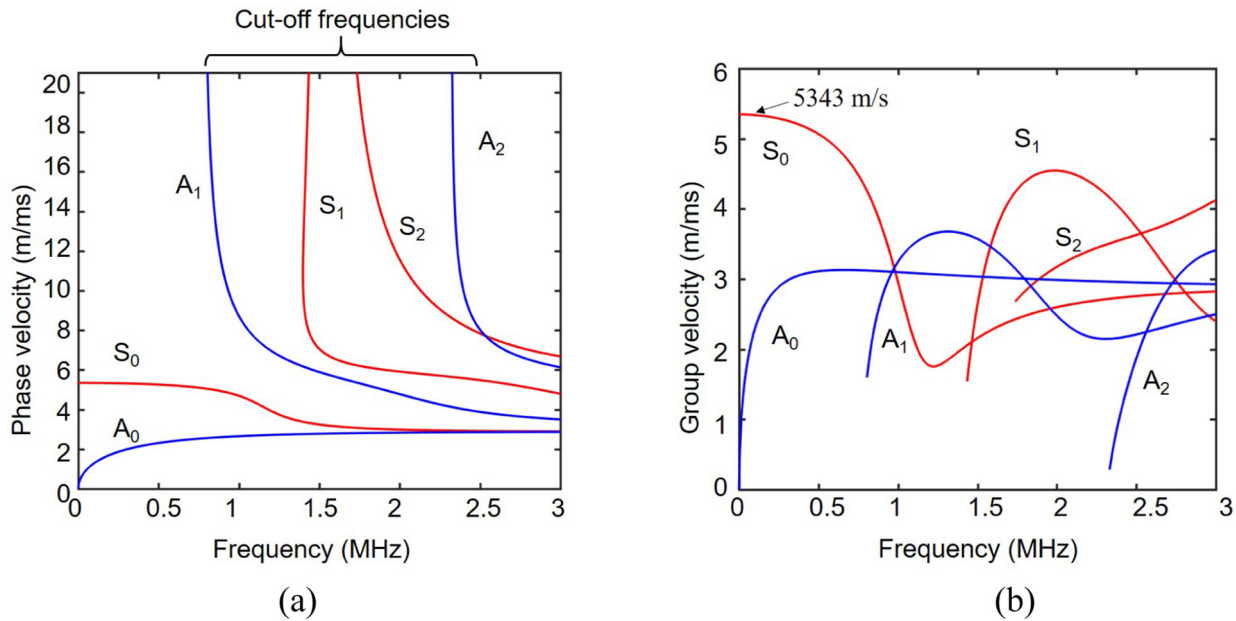 Cut-off frequencies
20
18
16
14
12
10
8
6
4
2
0
Phase velocity (m/ms)
A₁
S₁
S₂
A₂
S₀
A₀
0 0.5 1 1.5 2 2.5 3
Frequency (MHz)
(a)
6
5
4
3
2
1
0
Group velocity (m/ms)
5343 m/s
S₀
S₁
S₂
A₀
A₁
A₂
0 0.5 1 1.5 2 2.5 3
Frequency (MHz)
(b)